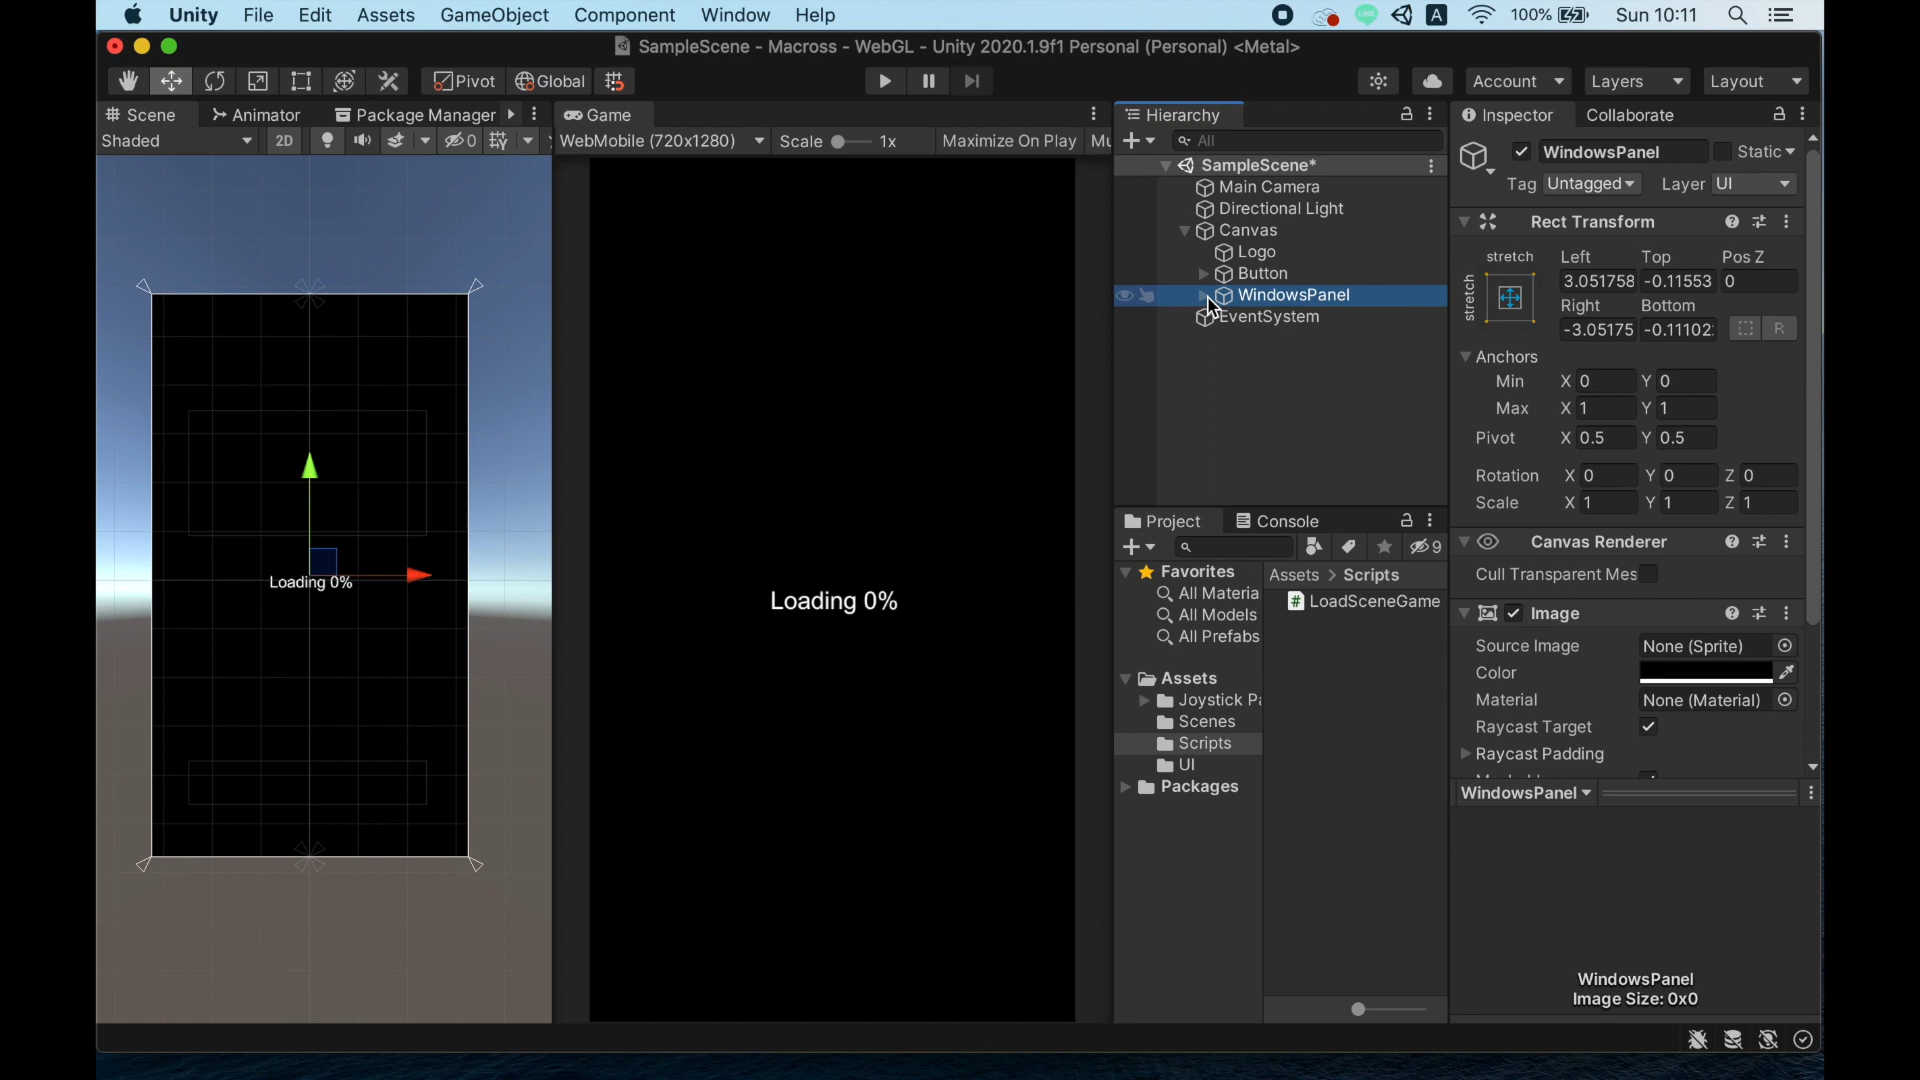 Unity File Edit Assets GameObject Component Window Help LINE A 100% Sun 10:11
SampleScene - Macross - WebGL - Unity 2020.1.9f1 Personal (Personal) <Metal>
Pivot Global Account Layers Layout
Scene Animator Package Manager Game Hierarchy Inspector Collaborate
Shaded 2D 0 WebMobile (720x1280) Scale 1x Maximize On Play Mu
All
SampleScene*
Main Camera
Directional Light
Canvas
Logo
Button
WindowsPanel
EventSystem
WindowsPanel Static
Tag Untagged Layer UI
Rect Transform
stretch Left Top Pos Z
stretch
3.051758 -0.11553 0
Right Bottom
-3.05175 -0.11102 R
Anchors
Min X 0 Y 0
Max X 1 Y 1
Pivot X 0.5 Y 0.5
Rotation X 0 Y 0 Z 0
Scale X 1 Y 1 Z 1
Canvas Renderer
Cull Transparent Mes
Image
Source Image None (Sprite)
Color
Material None (Material)
Raycast Target
Raycast Padding
Loading 0%
Loading 0%
Project Console
9
Favorites
All Materia
All Models
All Prefabs
Assets
Joystick Pa
Scenes
Scripts
UI
Packages
Assets > Scripts
LoadSceneGame
WindowsPanel
WindowsPanel
Image Size: 0x0